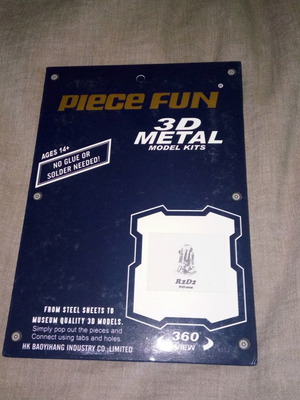 PIECE FUN
3D
METAL
MODEL KITS
AGES 14+
NO GLUE OR
SOLDER NEEDED!
R2D2
FROM STEEL SHEETS TO
MUSEUM QUALITY 3D MODELS.
Simply pop out the pieces and
Connect using tabs and holes.
HK BAOYIHANG INDUSTRY CO.,LIMITED
360
VIEW